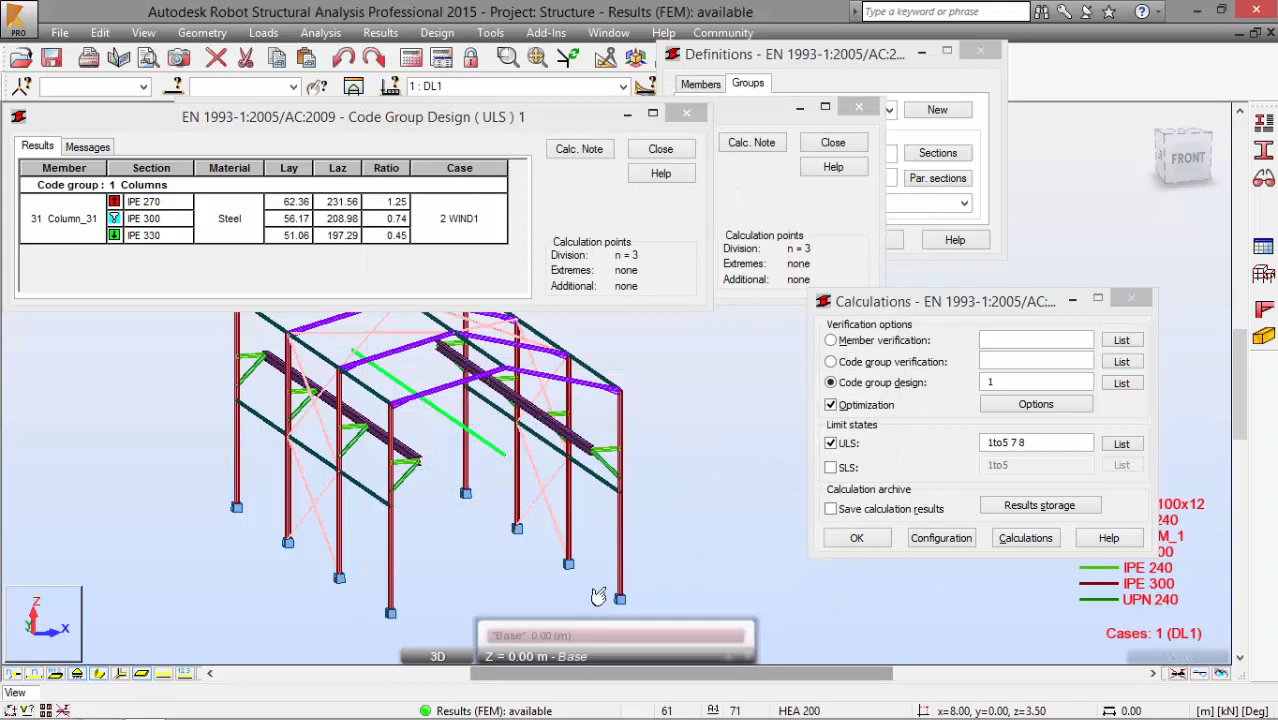 Autodesk Robot Structural Analysis Professional 2015 - Project: Structure - Results (FEM): available
Type a keyword or phrase
PRO
File Edit View Geometry Loads Analysis Results Design Tools Add-Ins Window Help Community
1 : DL1
Definitions - EN 1993-1:2005/AC:2...
Members Groups
New
Sections
Par. sections
Help
EN 1993-1:2005/AC:2009 - Code Group Design ( ULS ) 1
Results Messages
Member Section Material Lay Laz Ratio Case
Code group : 1 Columns
31 Column_31 Steel 2 WIND1
IPE 270 62.36 231.56 1.25
IPE 300 56.17 208.98 0.74
IPE 330 51.06 197.29 0.45
Calc. Note Close
Help
Calculation points
Division: n = 3
Extremes: none
Additional: none
Calc. Note Close
Help
Calculation points
Division: n = 3
Extremes: none
Additional: none
Calculations - EN 1993-1:2005/AC:...
Verification options
Member verification: List
Code group verification: List
Code group design: 1 List
Optimization Options
Limit states
ULS: 1to5 7 8 List
SLS: 1to5 List
Calculation archive
Save calculation results Results storage
OK Configuration Calculations Help
FRONT
100x12
240
M_1
00
IPE 240
IPE 300
UPN 240
Cases: 1 (DL1)
Z
Y
X
"Base" 0.00 (m)
3D Z = 0.00 m - Base
View
View
Results (FEM): available 61 71 HEA 200 x=8.00, y=0.00, z=3.50 0.00 [m] [kN] [Deg]